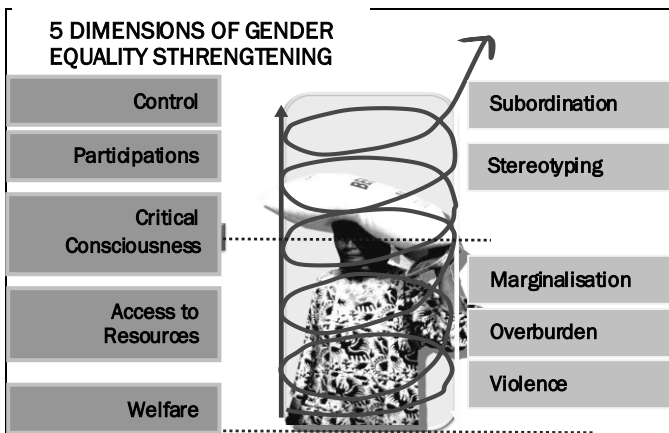 5 DIMENSIONS OF GENDER
EQUALITY STHRENGTENING
Control
Participations
Critical
Consciousness
Access to
Resources
Welfare
Subordination
Stereotyping
Marginalisation
Overburden
Violence